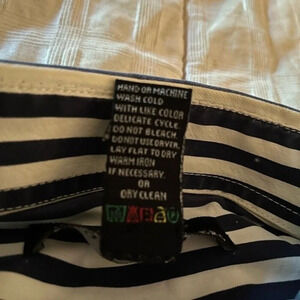 HAND OR MACHINE
WASH COLD
WITH LIKE COLOR
DELICATE CYCLE.
DO NOT BLEACH.
DO NOT USE DRYER.
LAY FLAT TO DRY
WARM IRON
IF NECESSARY.
OR
DRY CLEAN